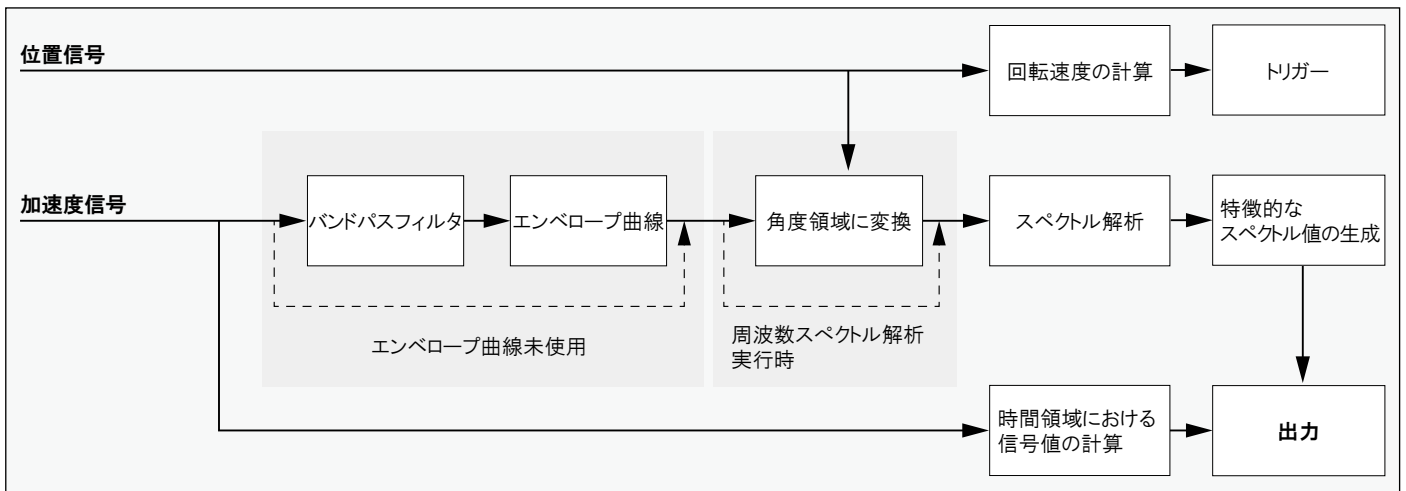 位置信号
回転速度の計算
トリガー
加速度信号
バンドパスフィルタ
エンベロープ曲線
角度領域に変換
スペクトル解析
特徴的な
スペクトル値の生成
エンベロープ曲線未使用
周波数スペクトル解析
実行時
時間領域における
信号値の計算
出力